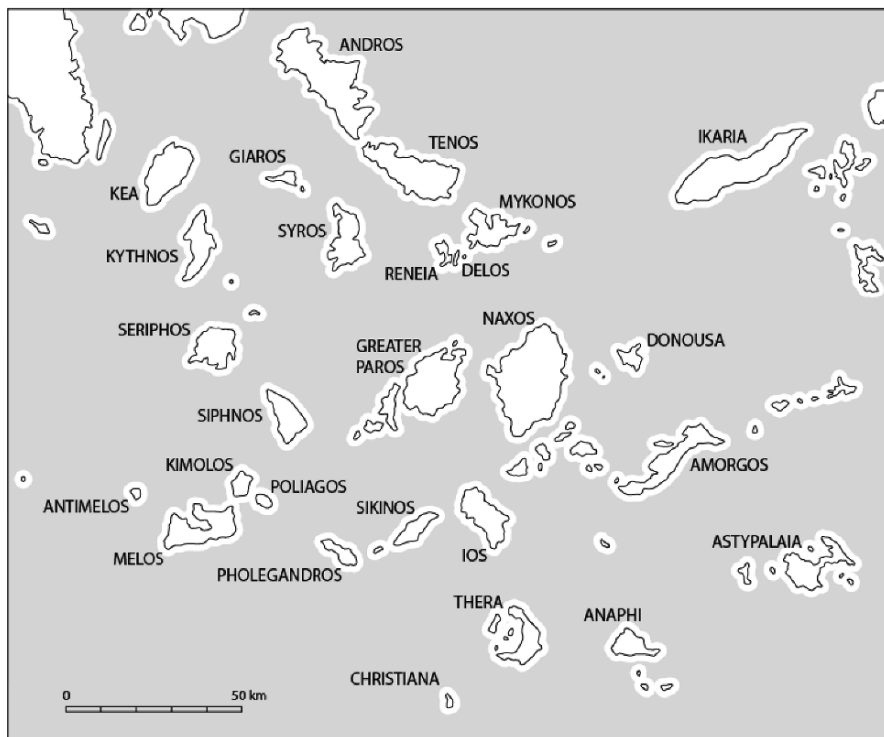 ANDROS
TENOS
IKARIA
GIAROS
KEA
MYKONOS
SYROS
KYTHNOS
RENEIA
DELOS
NAXOS
SERIPHOS
GREATER
PAROS
DONOUSA
SIPHNOS
KIMOLOS
AMORGOS
POLIAGOS
ANTIMELOS
SIKINOS
MELOS
IOS
ASTYPALAIA
PHOLEGANDROS
THERA
ANAPHI
CHRISTIANA
0 50 km